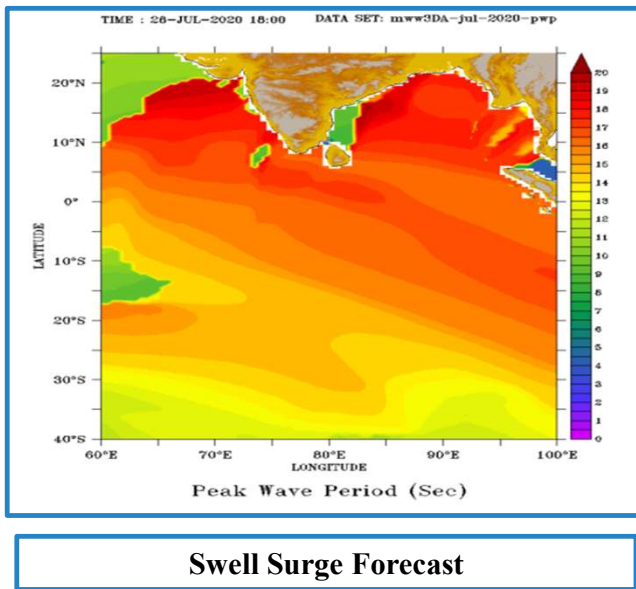 TIME : 26-JUL-2020 18:00 DATA SET: mww3DA-jul-2020-pwp
20°N
10°N
0°
10°S
20°S
30°S
40°S
LATITUDE
60°E 70°E 80°E 90°E 100°E
LONGITUDE
20
19
18
17
16
15
14
13
12
11
10
9
8
7
6
5
4
3
2
1
0
Peak Wave Period (Sec)
Swell Surge Forecast